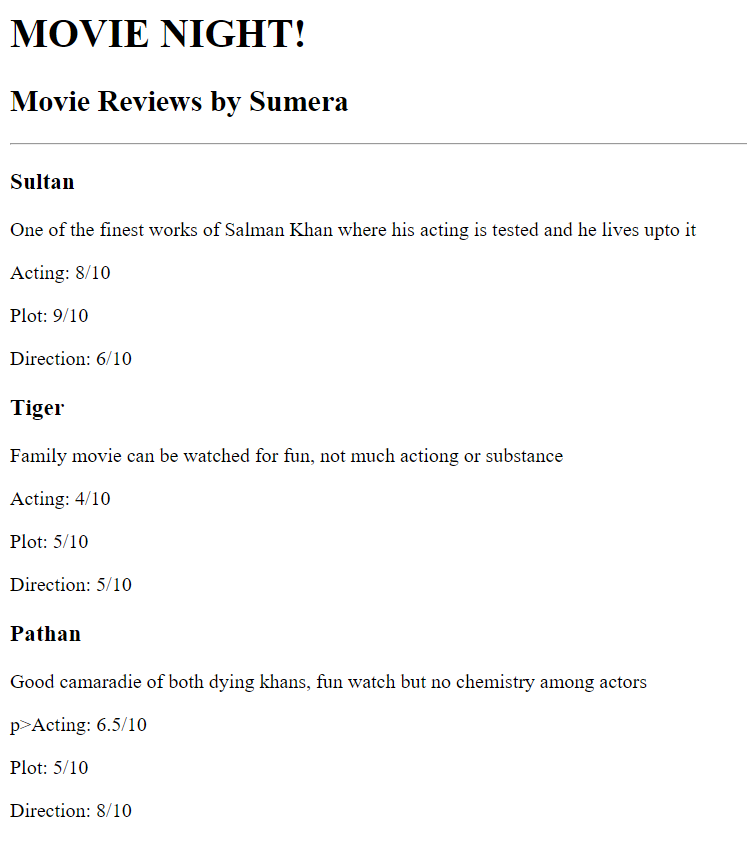 MOVIE NIGHT!
Movie Reviews by Sumera
Sultan
One of the finest works of Salman Khan where his acting is tested and he lives upto it
Acting: 8/10
Plot: 9/10
Direction: 6/10
Tiger
Family movie can be watched for fun, not much actiong or substance
Acting: 4/10
Plot: 5/10
Direction: 5/10
Pathan
Good camaradie of both dying khans, fun watch but no chemistry among actors
p>Acting: 6.5/10
Plot: 5/10
Direction: 8/10